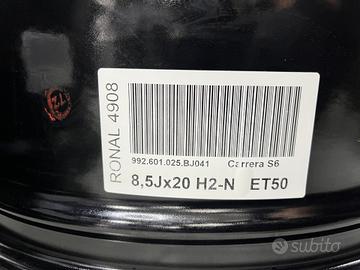 RONAL 4908
992.601.025.BJ041 Carrera S6
8,5Jx20 H2-N ET50
subito